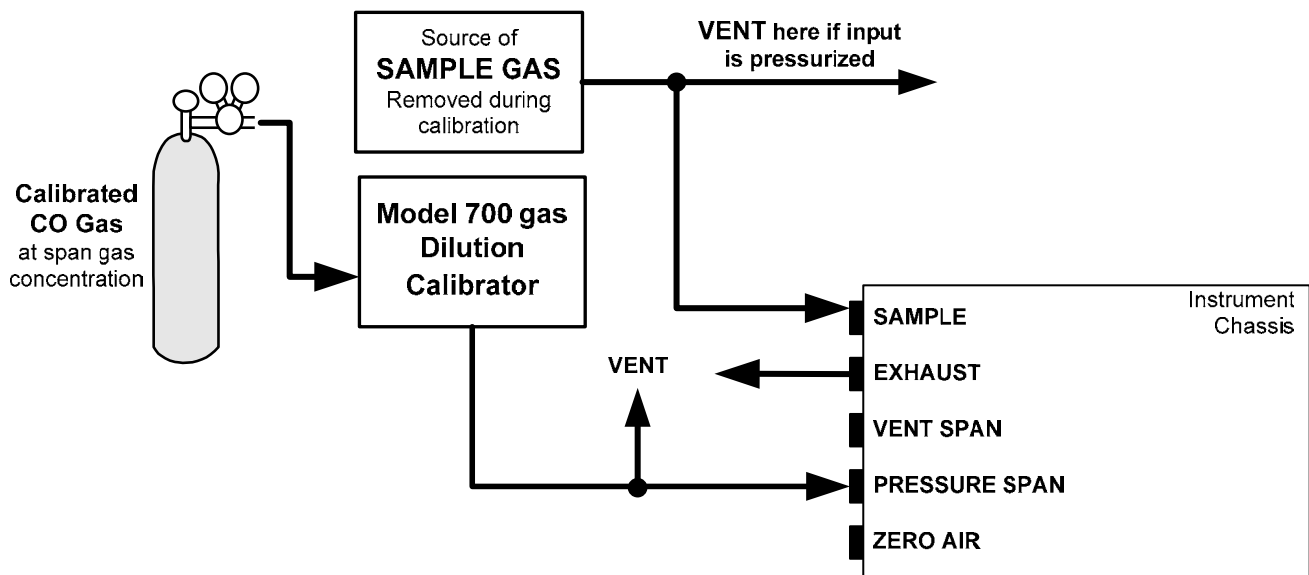 Source of
SAMPLE GAS
Removed during
calibration
VENT here if input
is pressurized
Calibrated
CO Gas
at span gas
concentration
Model 700 gas
Dilution
Calibrator
VENT
Instrument
Chassis
SAMPLE
EXHAUST
VENT SPAN
PRESSURE SPAN
ZERO AIR